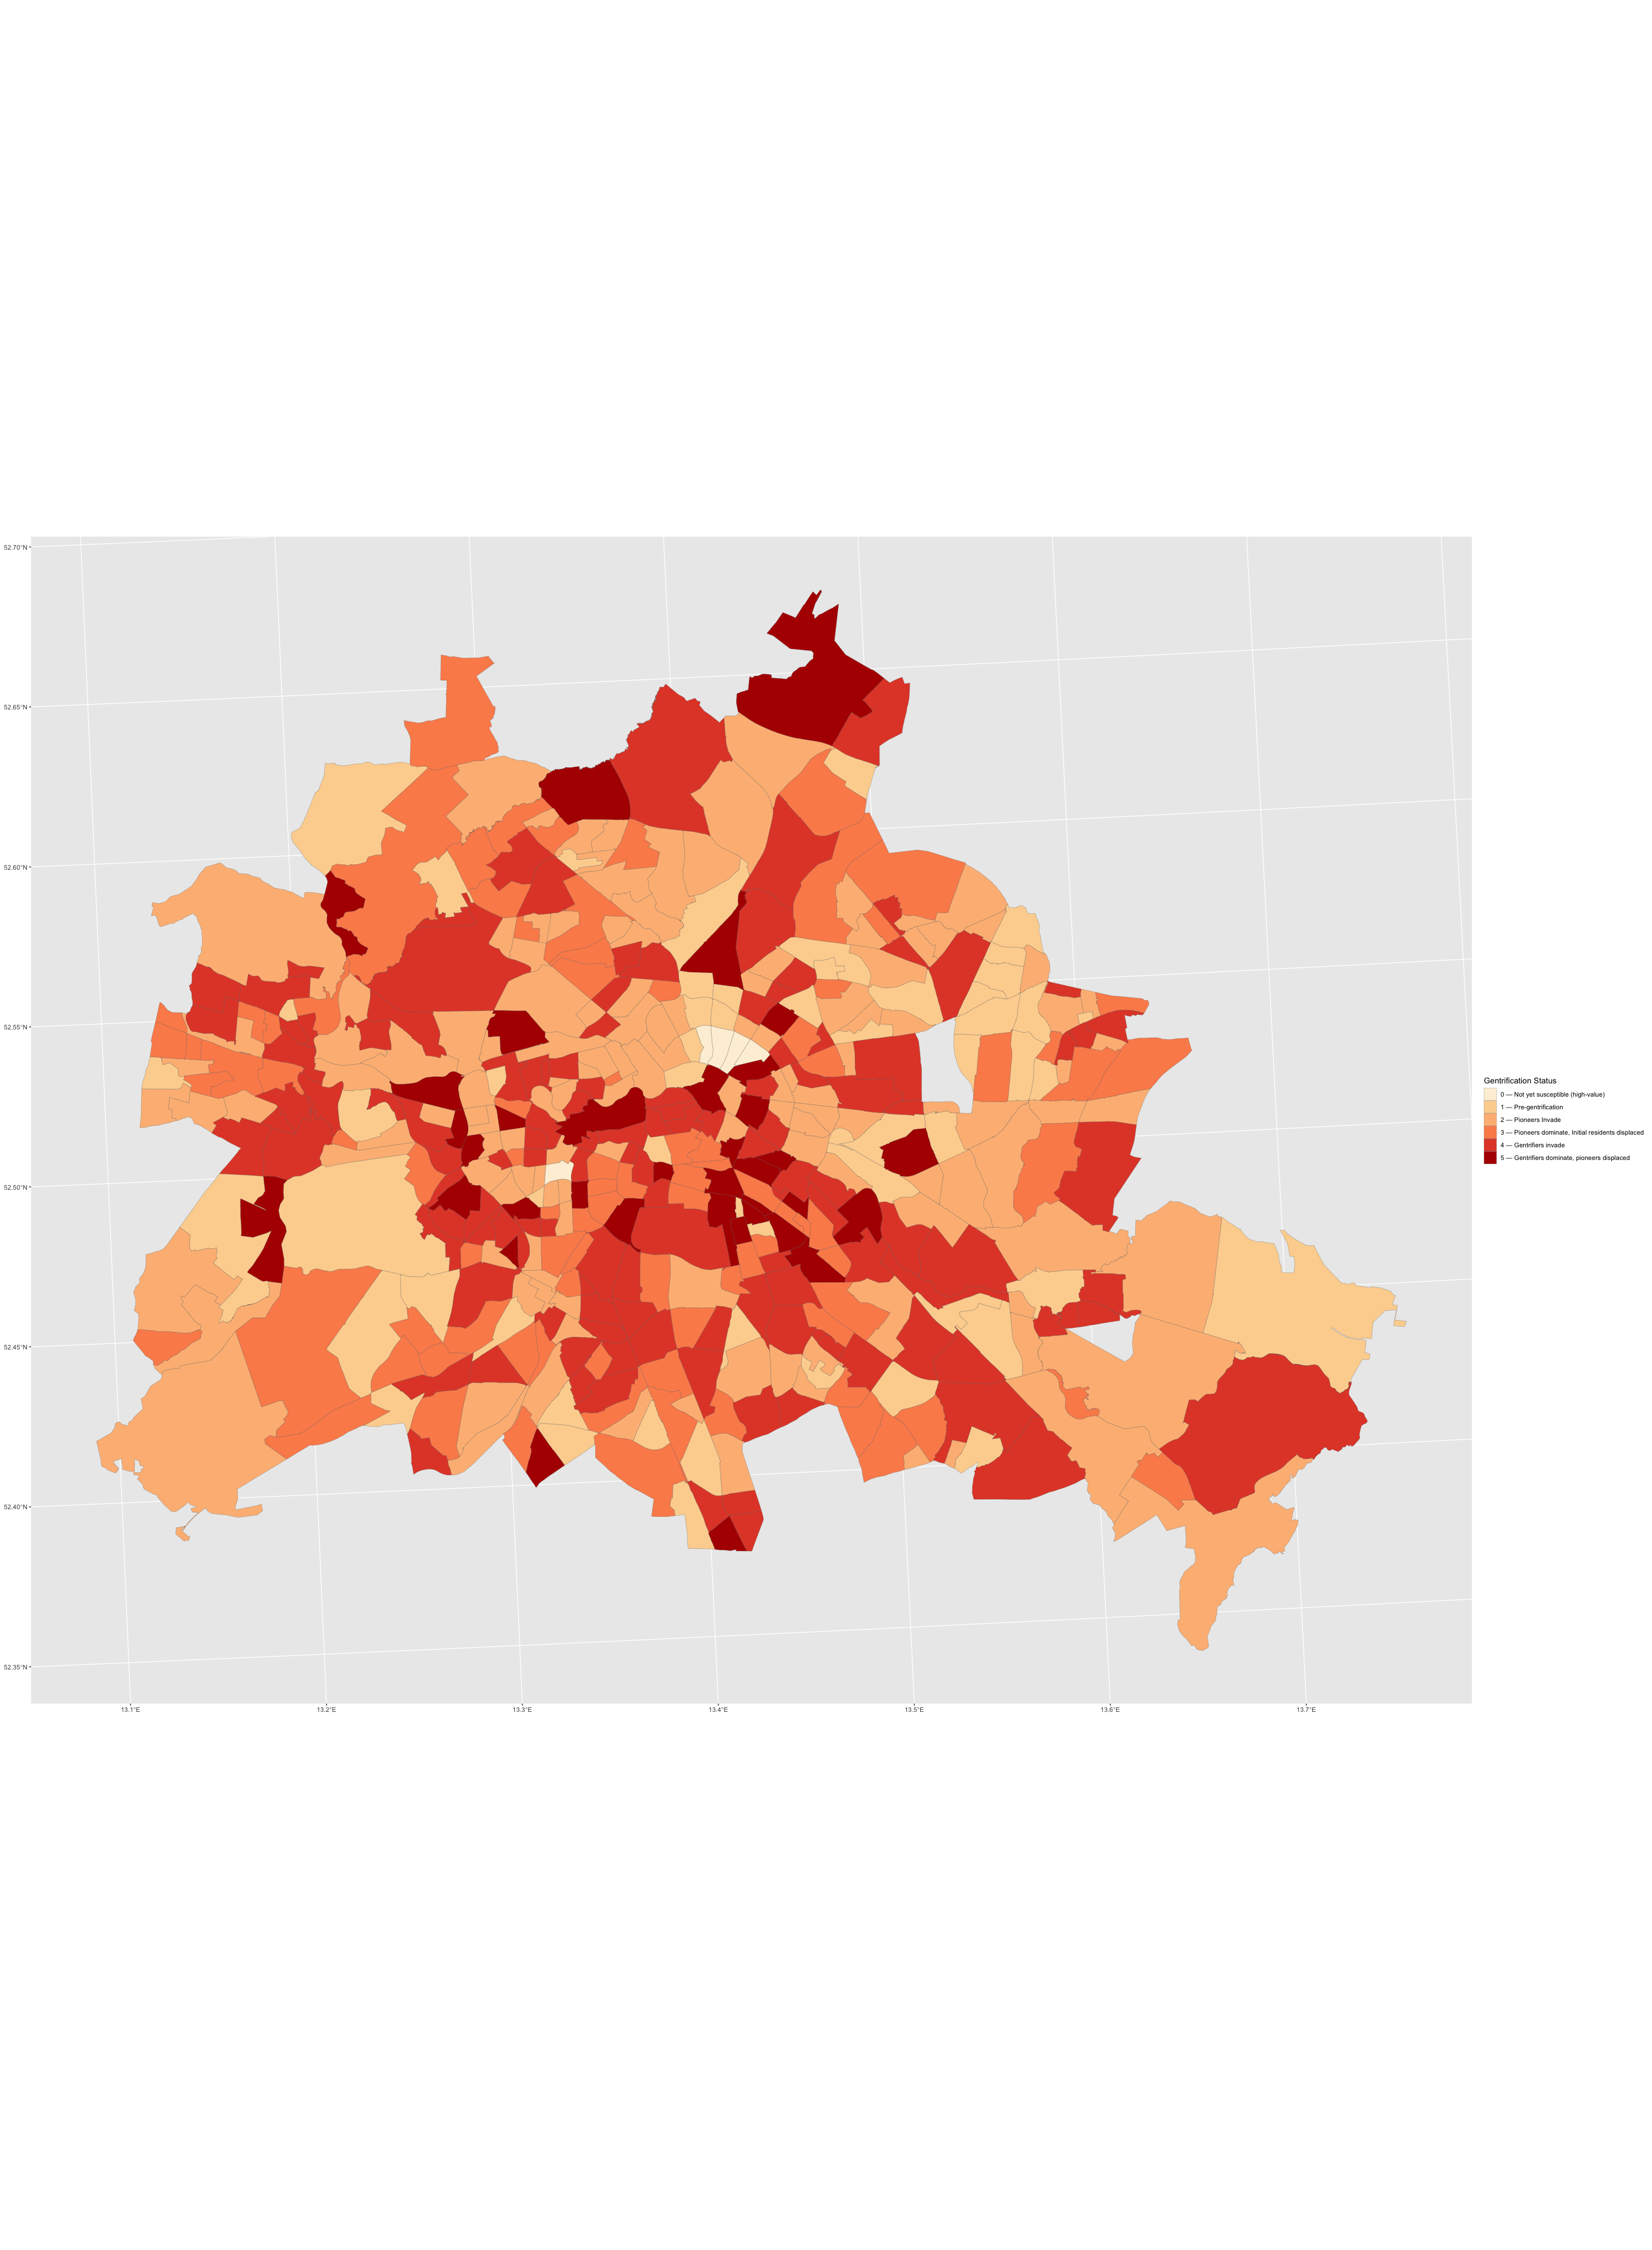 52.70°N
52.65°N
52.60°N
52.55°N
52.50°N
52.45°N
52.40°N
52.35°N
13.1°E
13.2°E
13.3°E
13.4°E
13.5°E
13.6°E
13.7°E
Gentrification Status
0 — Not yet susceptible (high-value)
1 — Pre-gentrification
2 — Pioneers Invade
3 — Pioneers dominate, Initial residents displaced
4 — Gentrifiers invade
5 — Gentrifiers dominate, pioneers displaced